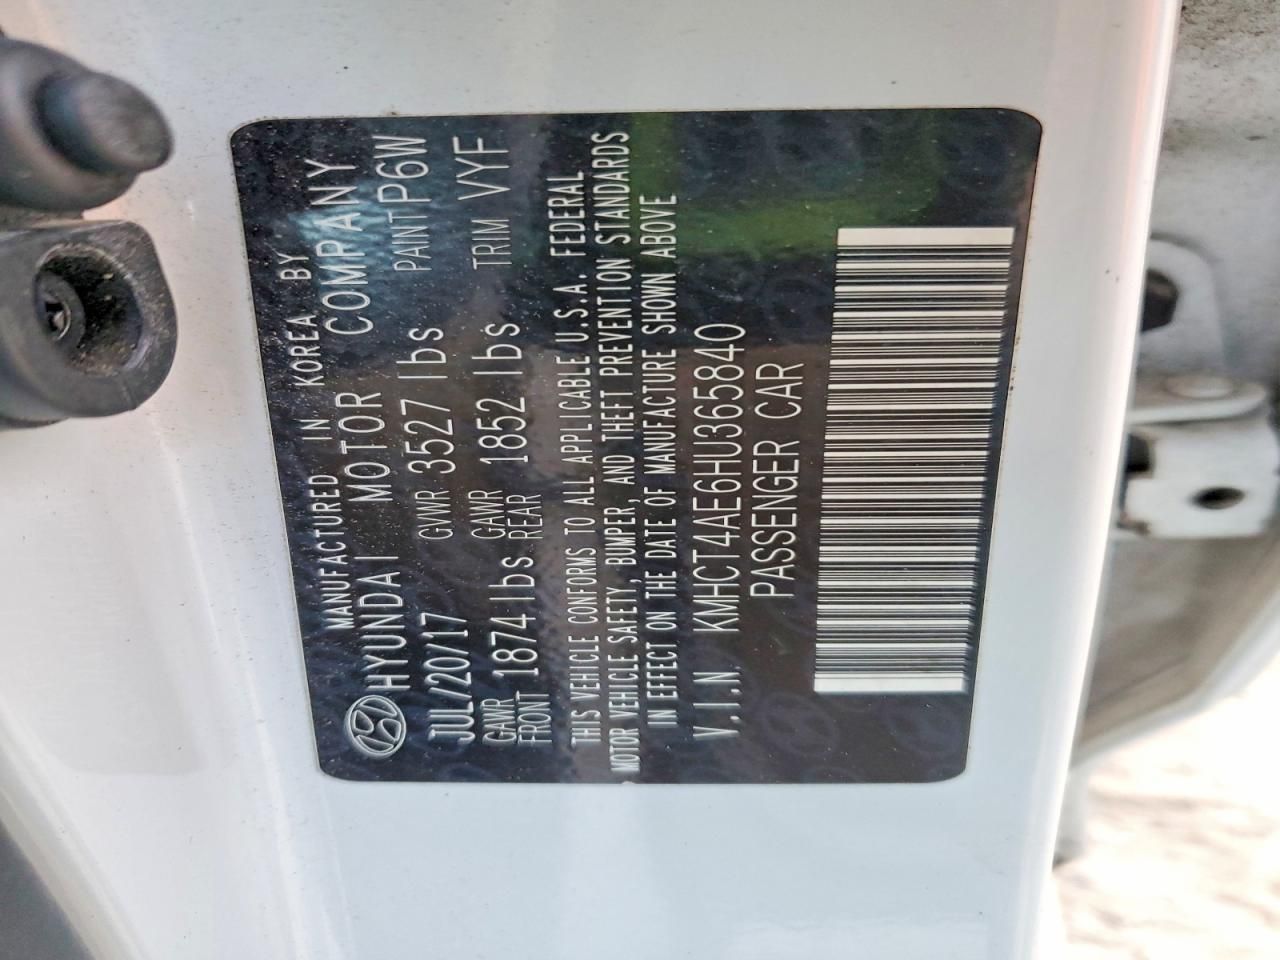 MANUFACTURED IN KOREA BY
HYUNDAI MOTOR COMPANY
JUL/20/17 GVWR 3527 lbs PAINT P6W
GAWR FRONT 1874 lbs GAWR REAR 1852 lbs TRIM VYF
THIS VEHICLE CONFORMS TO ALL APPLICABLE U.S.A. FEDERAL
MOTOR VEHICLE SAFETY, BUMPER, AND THEFT PREVENTION STANDARDS
IN EFFECT ON THE DATE OF MANUFACTURE SHOWN ABOVE
V.I.N KMHCT4AE6HU365840
PASSENGER CAR